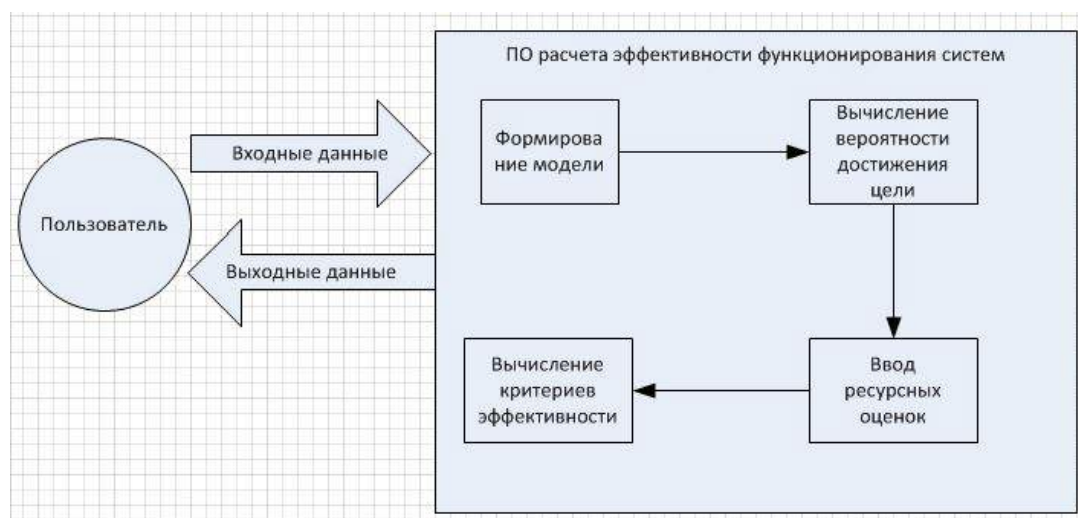 ПО расчета эффективности функционирования систем
Формирова
ние модели
Вычисление
вероятности
достижения
цели
Входные данные
Пользователь
Выходные данные
Вычисление
критериев
эффективности
Ввод
ресурсных
оценок